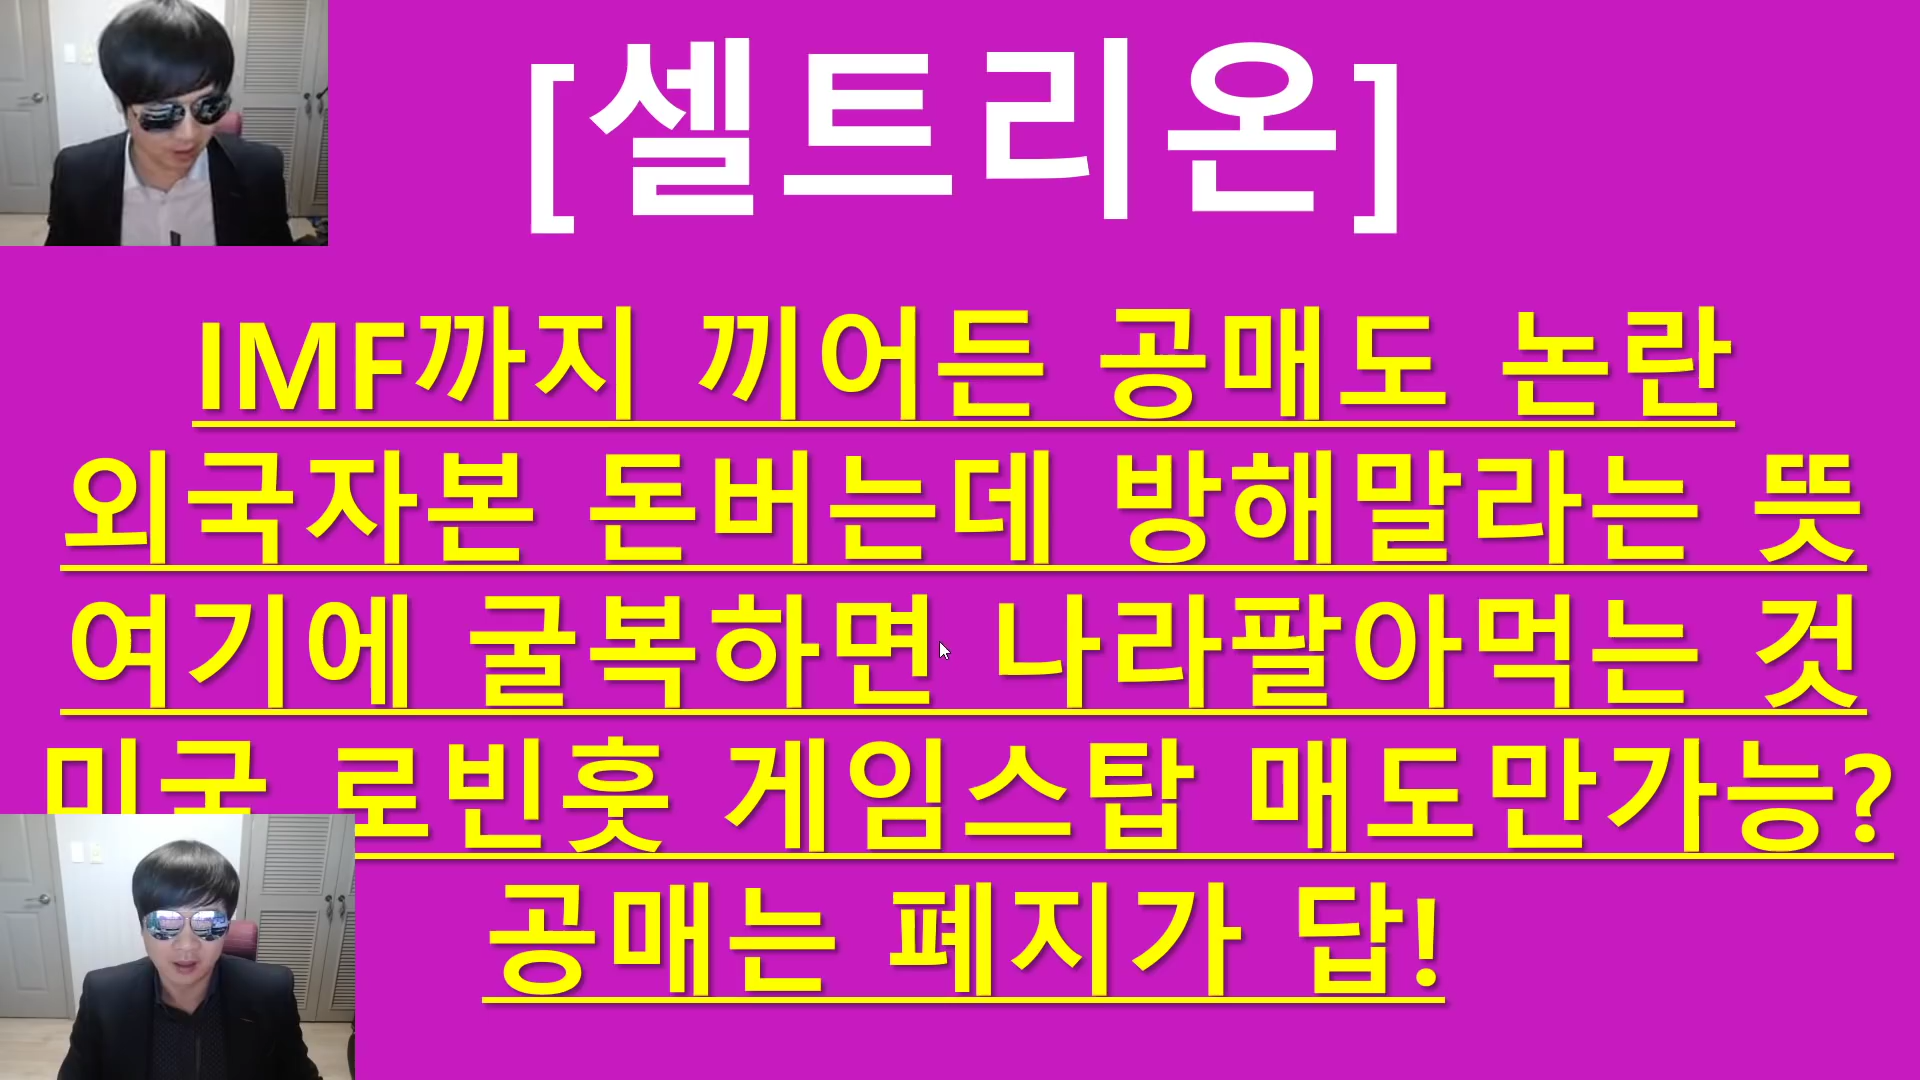 [셀트리온]
IMF까지 끼어든 공매도 논란
외국자본 돈버는데 방해말라는 뜻
여기에 굴복하면 나라팔아먹는 것
미국 로빈훗 게임스탑 매도만가능?
공매는 폐지가 답!